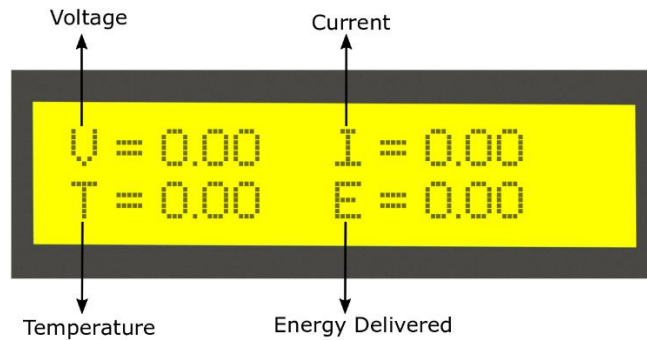 Voltage Current
V = 0.00 I = 0.00
T = 0.00 E = 0.00
Temperature Energy Delivered